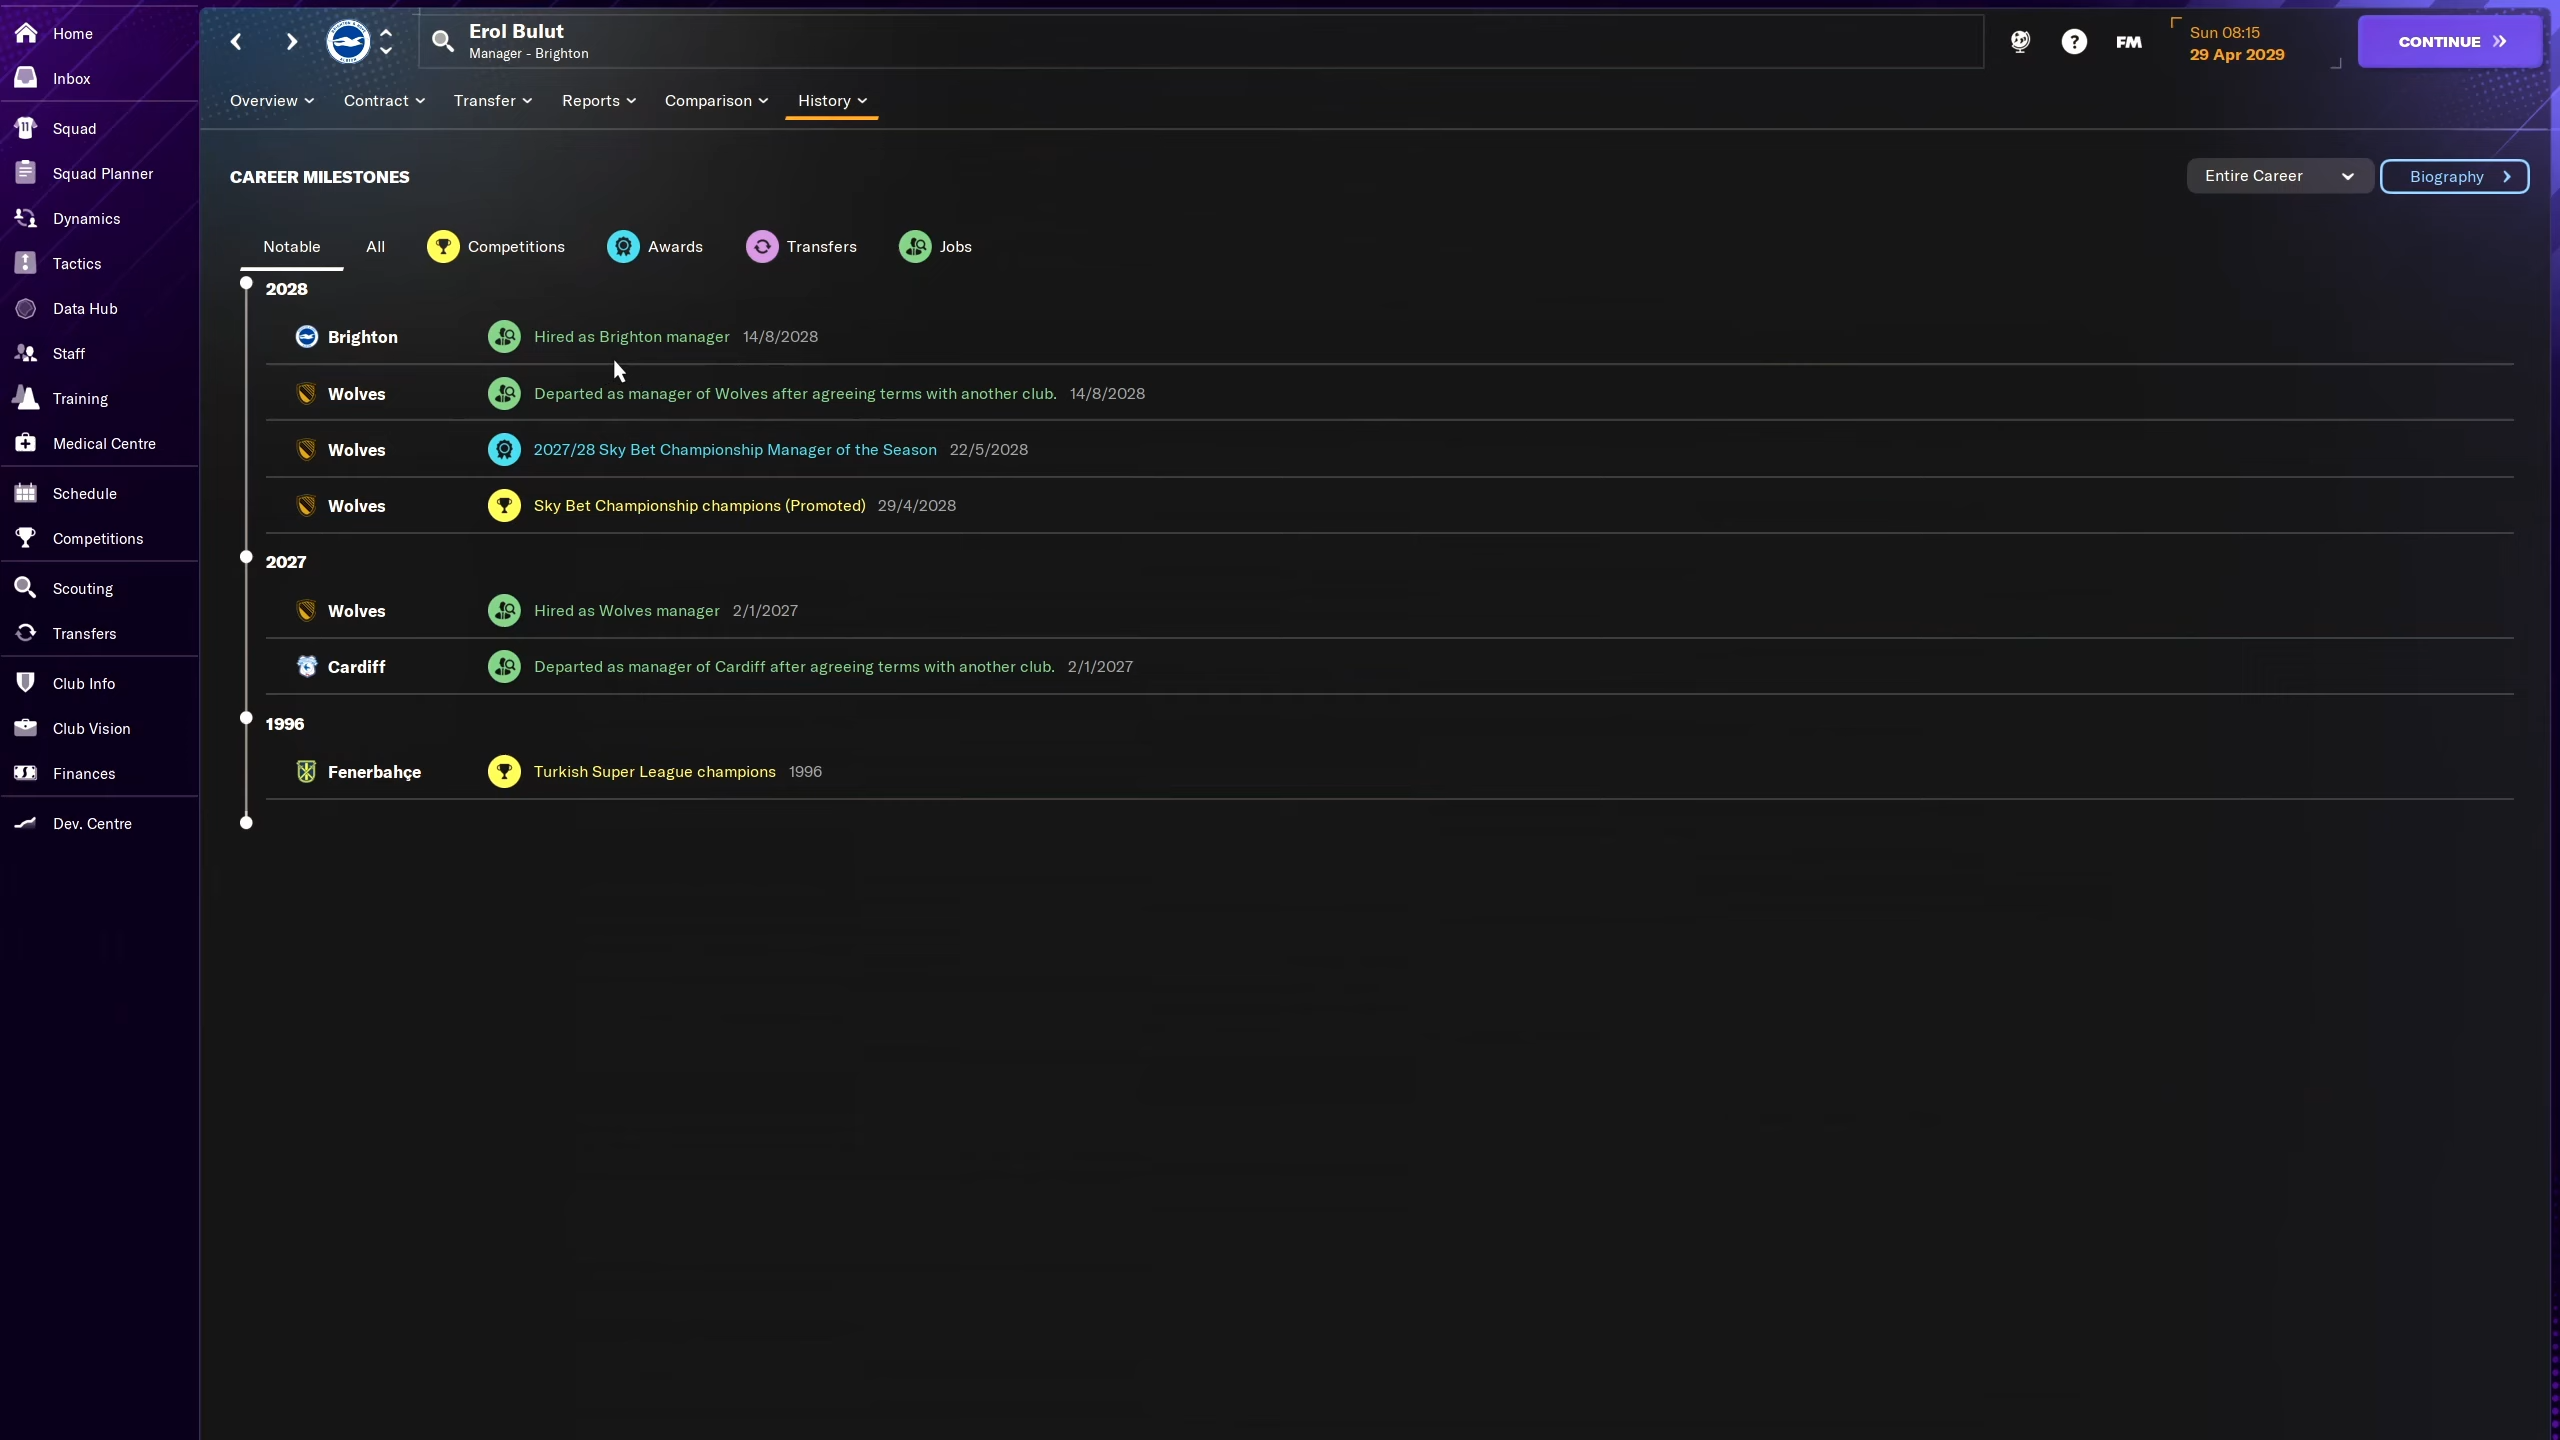 Home
Inbox
Squad
Squad Planner
Dynamics
Tactics
Data Hub
Staff
Training
Medical Centre
Schedule
Competitions
Scouting
Transfers
Club Info
Club Vision
Finances
Dev. Centre
Erol Bulut
Manager - Brighton
FM
Sun 08:15
29 Apr 2029
CONTINUE
Overview
Contract
Transfer
Reports
Comparison
History
CAREER MILESTONES
Entire Career
Biography
Notable
All
Competitions
Awards
Transfers
Jobs
2028
Brighton Hired as Brighton manager 14/8/2028
Wolves Departed as manager of Wolves after agreeing terms with another club. 14/8/2028
Wolves 2027/28 Sky Bet Championship Manager of the Season 22/5/2028
Wolves Sky Bet Championship champions (Promoted) 29/4/2028
2027
Wolves Hired as Wolves manager 2/1/2027
Cardiff Departed as manager of Cardiff after agreeing terms with another club. 2/1/2027
1996
Fenerbahçe Turkish Super League champions 1996